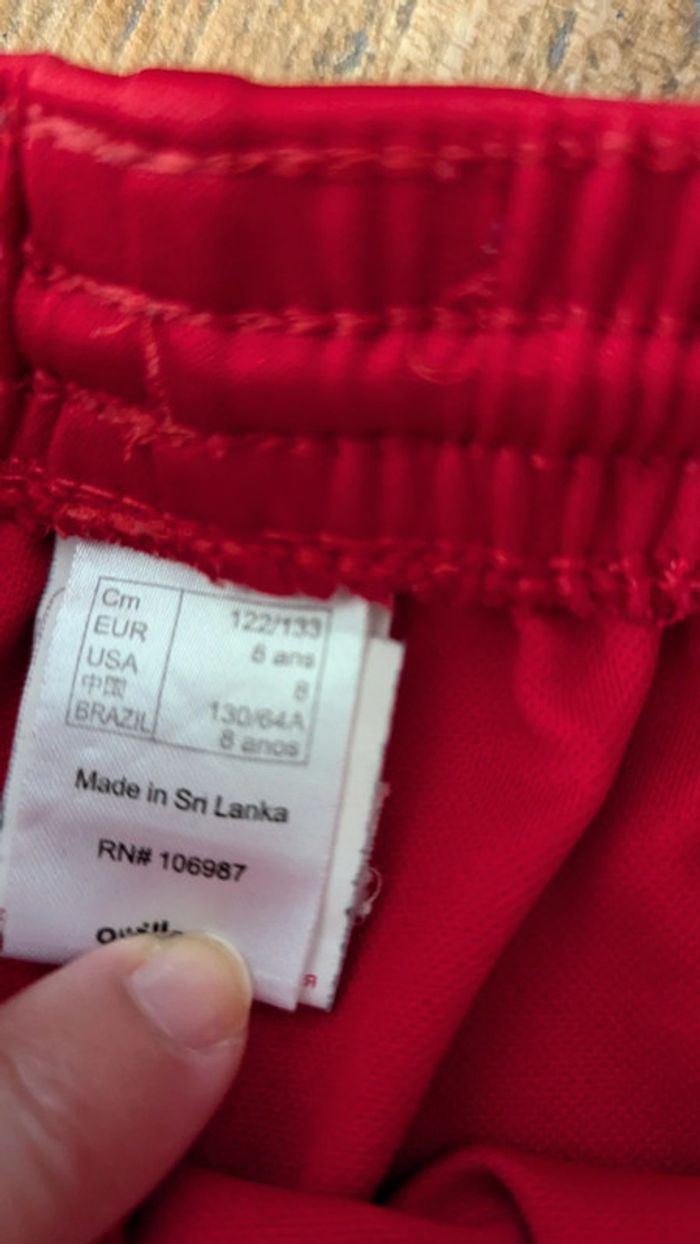 Cm 122/133
EUR 8 ans
USA 8
中国 130/64A
BRAZIL 8 anos
Made in Sri Lanka
RN# 106987